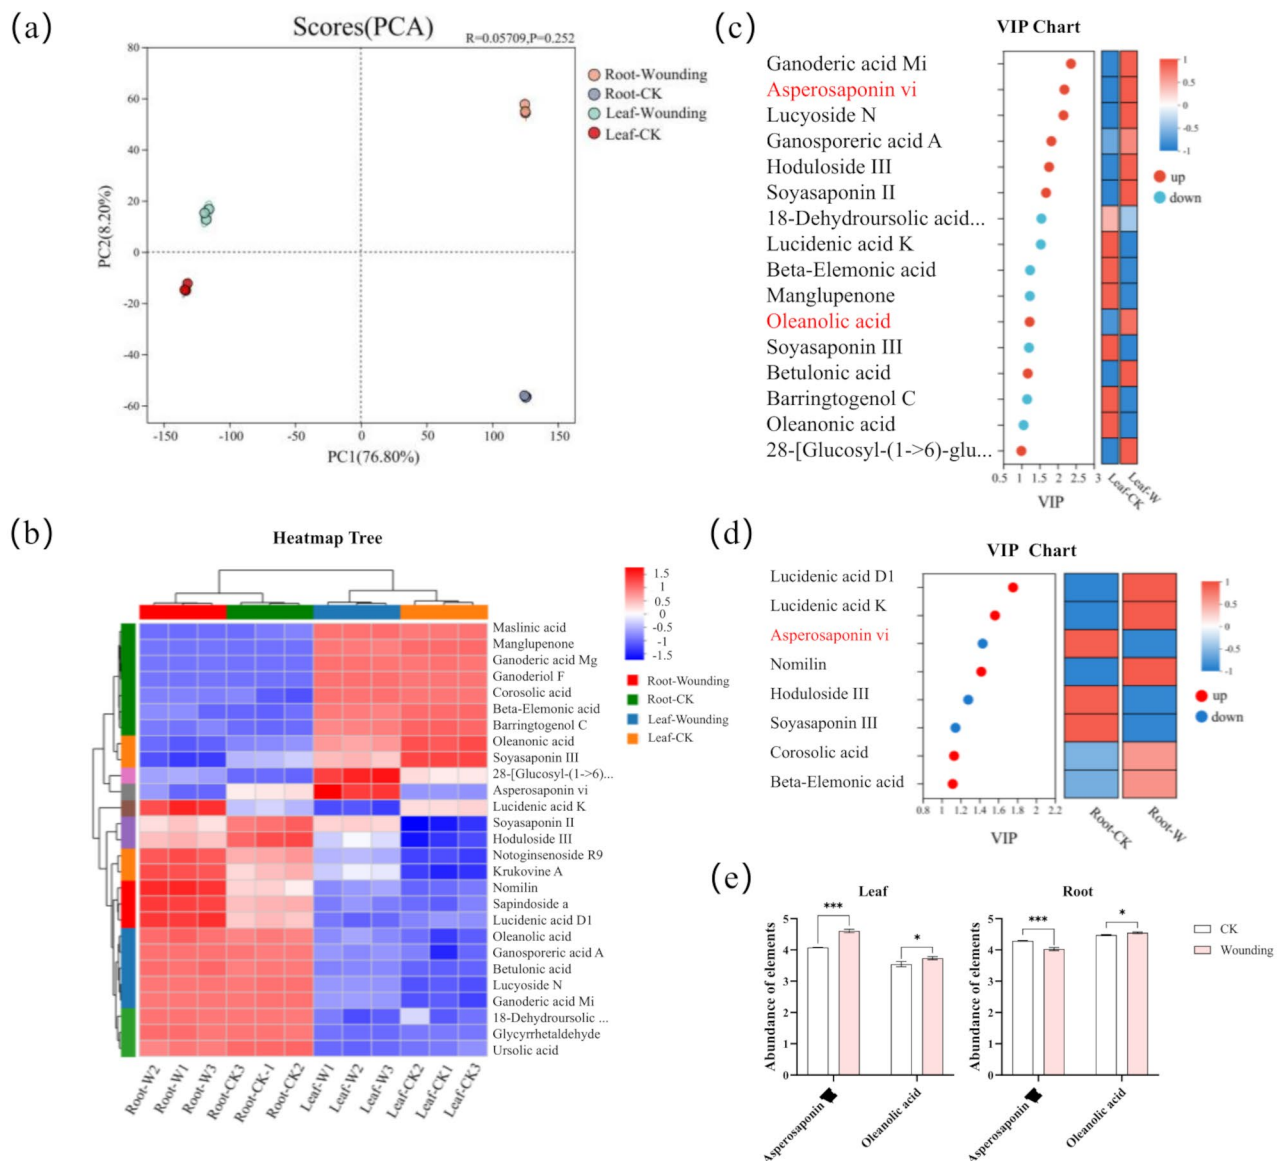 (a)
Scores(PCA)
R=0.05709,P=0.252
80
60
40
20
0
-20
-40
-60
PC2(8.20%)
-150 -100 -50 0 50 100 150
PC1(76.80%)
Root-Wounding
Root-CK
Leaf-Wounding
Leaf-CK
(c)
VIP Chart
Ganoderic acid Mi
Asperosaponin vi
Lucyoside N
Ganosporeric acid A
Hoduloside III
Soyasaponin II
18-Dehydroursolic acid...
Lucidenic acid K
Beta-Elemonic acid
Manglupenone
Oleanolic acid
Soyasaponin III
Betulonic acid
Barringtogenol C
Oleanonic acid
28-[Glucosyl-(1->6)-glu...
0.5 1 1.5 2 2.5 3
VIP
Leaf-CK
Leaf-W
1
0.5
0
-0.5
-1
up
down
(b)
Heatmap Tree
1.5
1
0.5
0
-0.5
-1
-1.5
Root-Wounding
Root-CK
Leaf-Wounding
Leaf-CK
Maslinic acid
Manglupenone
Ganoderic acid Mg
Ganoderiol F
Corosolic acid
Beta-Elemonic acid
Barringtogenol C
Oleanonic acid
Soyasaponin III
28-[Glucosyl-(1->6)...
Asperosaponin vi
Lucidenic acid K
Soyasaponin II
Hoduloside III
Notoginsenoside R9
Krukovine A
Nomilin
Sapindoside a
Lucidenic acid D1
Oleanolic acid
Ganosporeric acid A
Betulonic acid
Lucyoside N
Ganoderic acid Mi
18-Dehydroursolic ...
Glycyrrhetaldehyde
Ursolic acid
Root-W2
Root-W1
Root-W3
Root-CK3
Root-CK-1
Root-CK2
Leaf-W1
Leaf-W2
Leaf-W3
Leaf-CK2
Leaf-CK1
Leaf-CK3
(d)
VIP Chart
Lucidenic acid D1
Lucidenic acid K
Asperosaponin vi
Nomilin
Hoduloside III
Soyasaponin III
Corosolic acid
Beta-Elemonic acid
0.8 1 1.2 1.4 1.6 1.8 2 2.2
VIP
Root-CK
Root-W
1
0.5
0
-0.5
-1
up
down
(e)
Leaf
5
4
3
2
1
0
Abundance of elements
***
*
Asperosaponin
Oleanolic acid
Root
5
4
3
2
1
0
Abundance of elements
***
*
Asperosaponin
Oleanolic acid
CK
Wounding